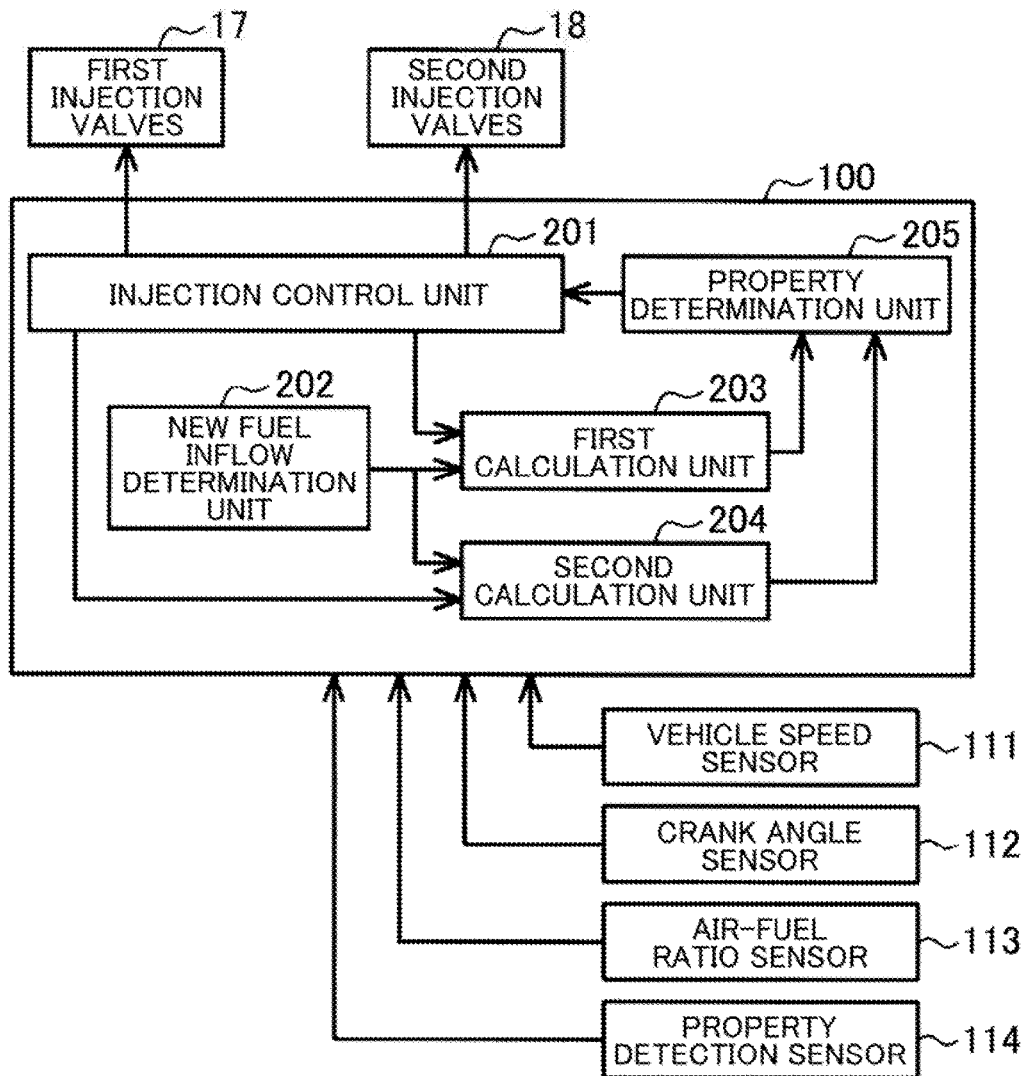 17
18
FIRST
INJECTION
VALVES
SECOND
INJECTION
VALVES
100
201
205
INJECTION CONTROL UNIT
PROPERTY
DETERMINATION UNIT
202
203
NEW FUEL
INFLOW
DETERMINATION
UNIT
FIRST
CALCULATION UNIT
204
SECOND
CALCULATION UNIT
VEHICLE SPEED
SENSOR
111
CRANK ANGLE
SENSOR
112
AIR-FUEL
RATIO SENSOR
113
PROPERTY
DETECTION SENSOR
114